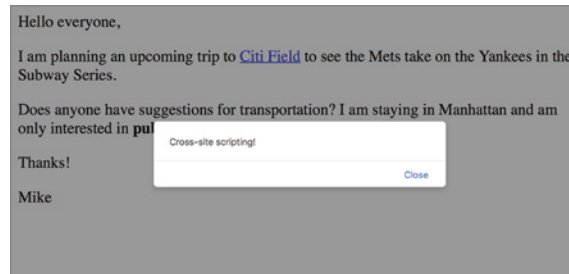 Hello everyone,
I am planning an upcoming trip to Citi Field to see the Mets take on the Yankees in the
Subway Series.
Does anyone have suggestions for transportation? I am staying in Manhattan and am
only interested in pul
Cross-site scripting!
Close
Thanks!
Mike